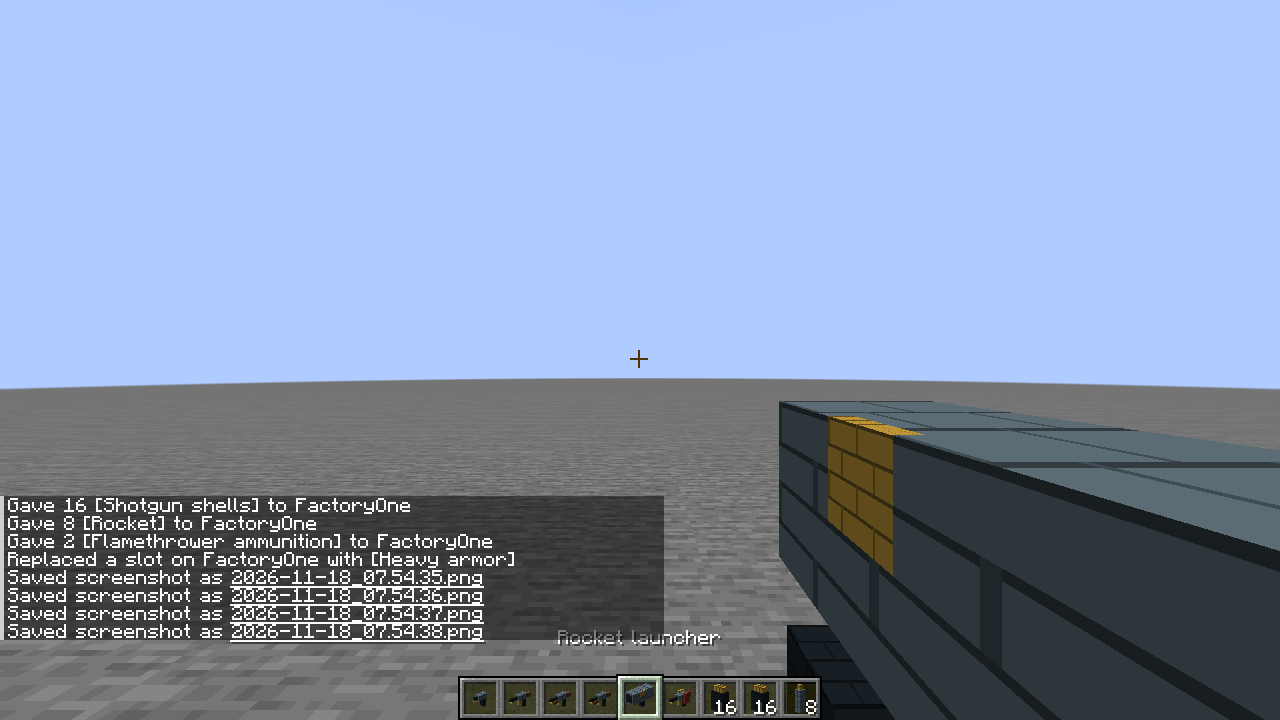 Gave 16 [Shotgun shells] to FactoryOne
Gave 8 [Rocket] to FactoryOne
Gave 2 [Flamethrower ammunition] to FactoryOne
Replaced a slot on FactoryOne with [Heavy armor]
Saved screenshot as 2026-11-18_07.54.35.png
Saved screenshot as 2026-11-18_07.54.36.png
Saved screenshot as 2026-11-18_07.54.37.png
Saved screenshot as 2026-11-18_07.54.38.png
Rocket launcher
16 16 8